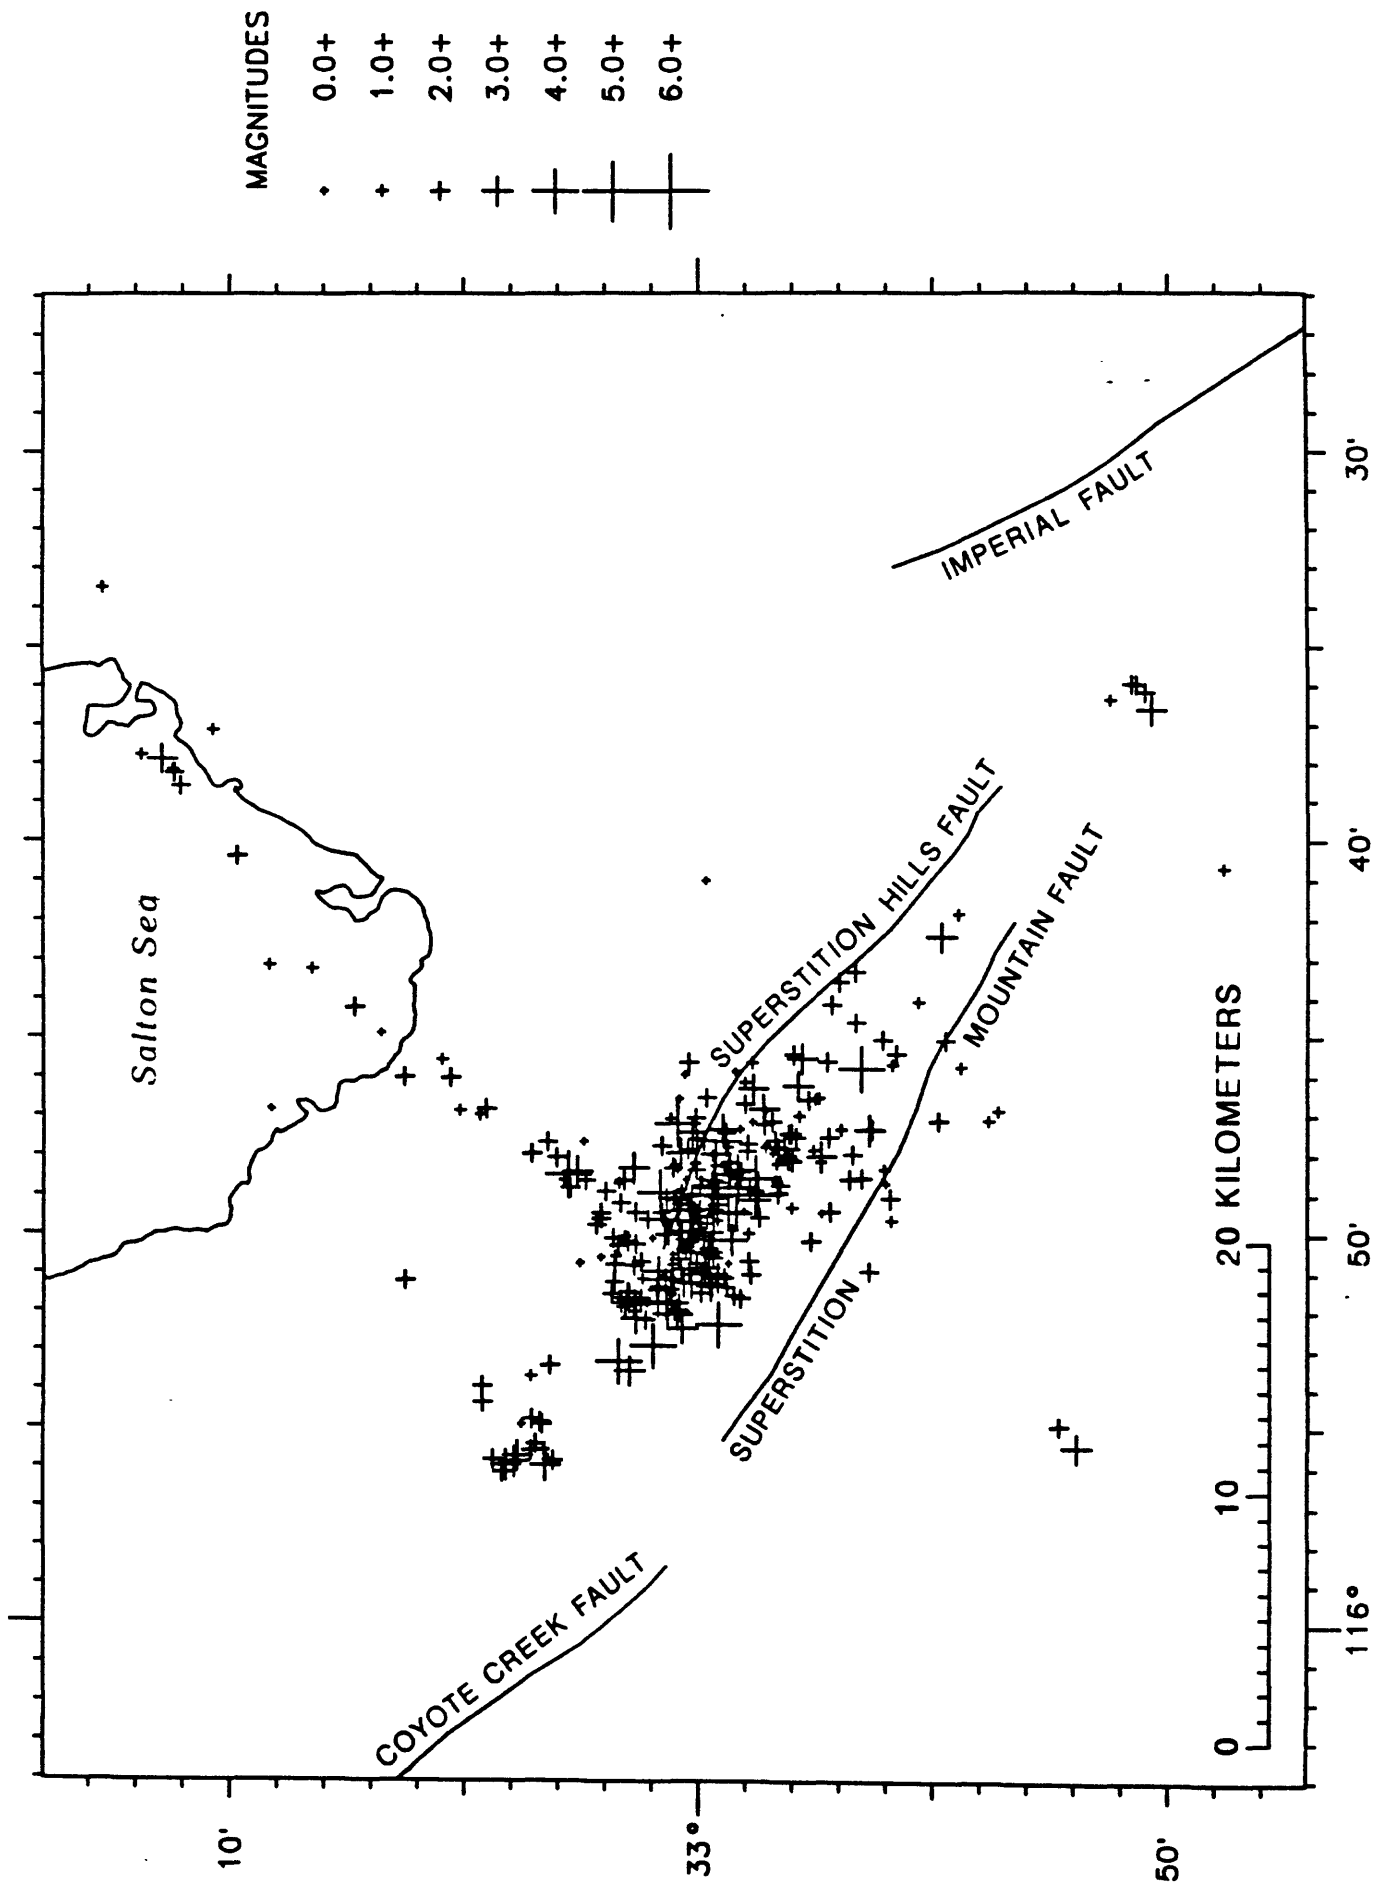 MAGNITUDES
0.0+
1.0+
2.0+
3.0+
4.0+
5.0+
6.0+
Salton Sea
COYOTE CREEK FAULT
SUPERSTITION HILLS FAULT
SUPERSTITION MOUNTAIN FAULT
IMPERIAL FAULT
0 10 20 KILOMETERS
10'
33°
50'
116°
50'
40'
30'